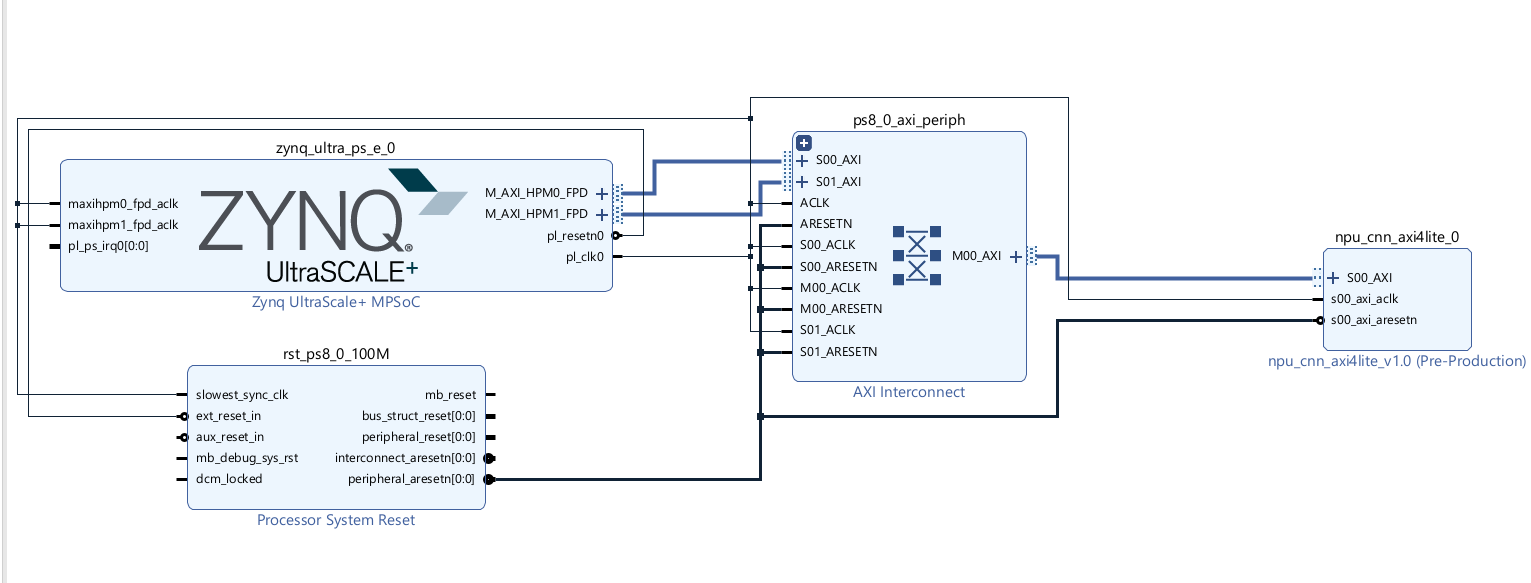 zynq_ultra_ps_e_0
maxihpm0_fpd_aclk
maxihpm1_fpd_aclk
pl_ps_irq0[0:0]
ZYNQ®
UltraSCALE+
M_AXI_HPM0_FPD
M_AXI_HPM1_FPD
pl_resetn0
pl_clk0
Zynq UltraScale+ MPSoC
rst_ps8_0_100M
slowest_sync_clk
ext_reset_in
aux_reset_in
mb_debug_sys_rst
dcm_locked
mb_reset
bus_struct_reset[0:0]
peripheral_reset[0:0]
interconnect_aresetn[0:0]
peripheral_aresetn[0:0]
Processor System Reset
ps8_0_axi_periph
S00_AXI
S01_AXI
ACLK
ARESETN
S00_ACLK
S00_ARESETN
M00_ACLK
M00_ARESETN
S01_ACLK
S01_ARESETN
M00_AXI
AXI Interconnect
npu_cnn_axi4lite_0
S00_AXI
s00_axi_aclk
s00_axi_aresetn
npu_cnn_axi4lite_v1.0 (Pre-Production)